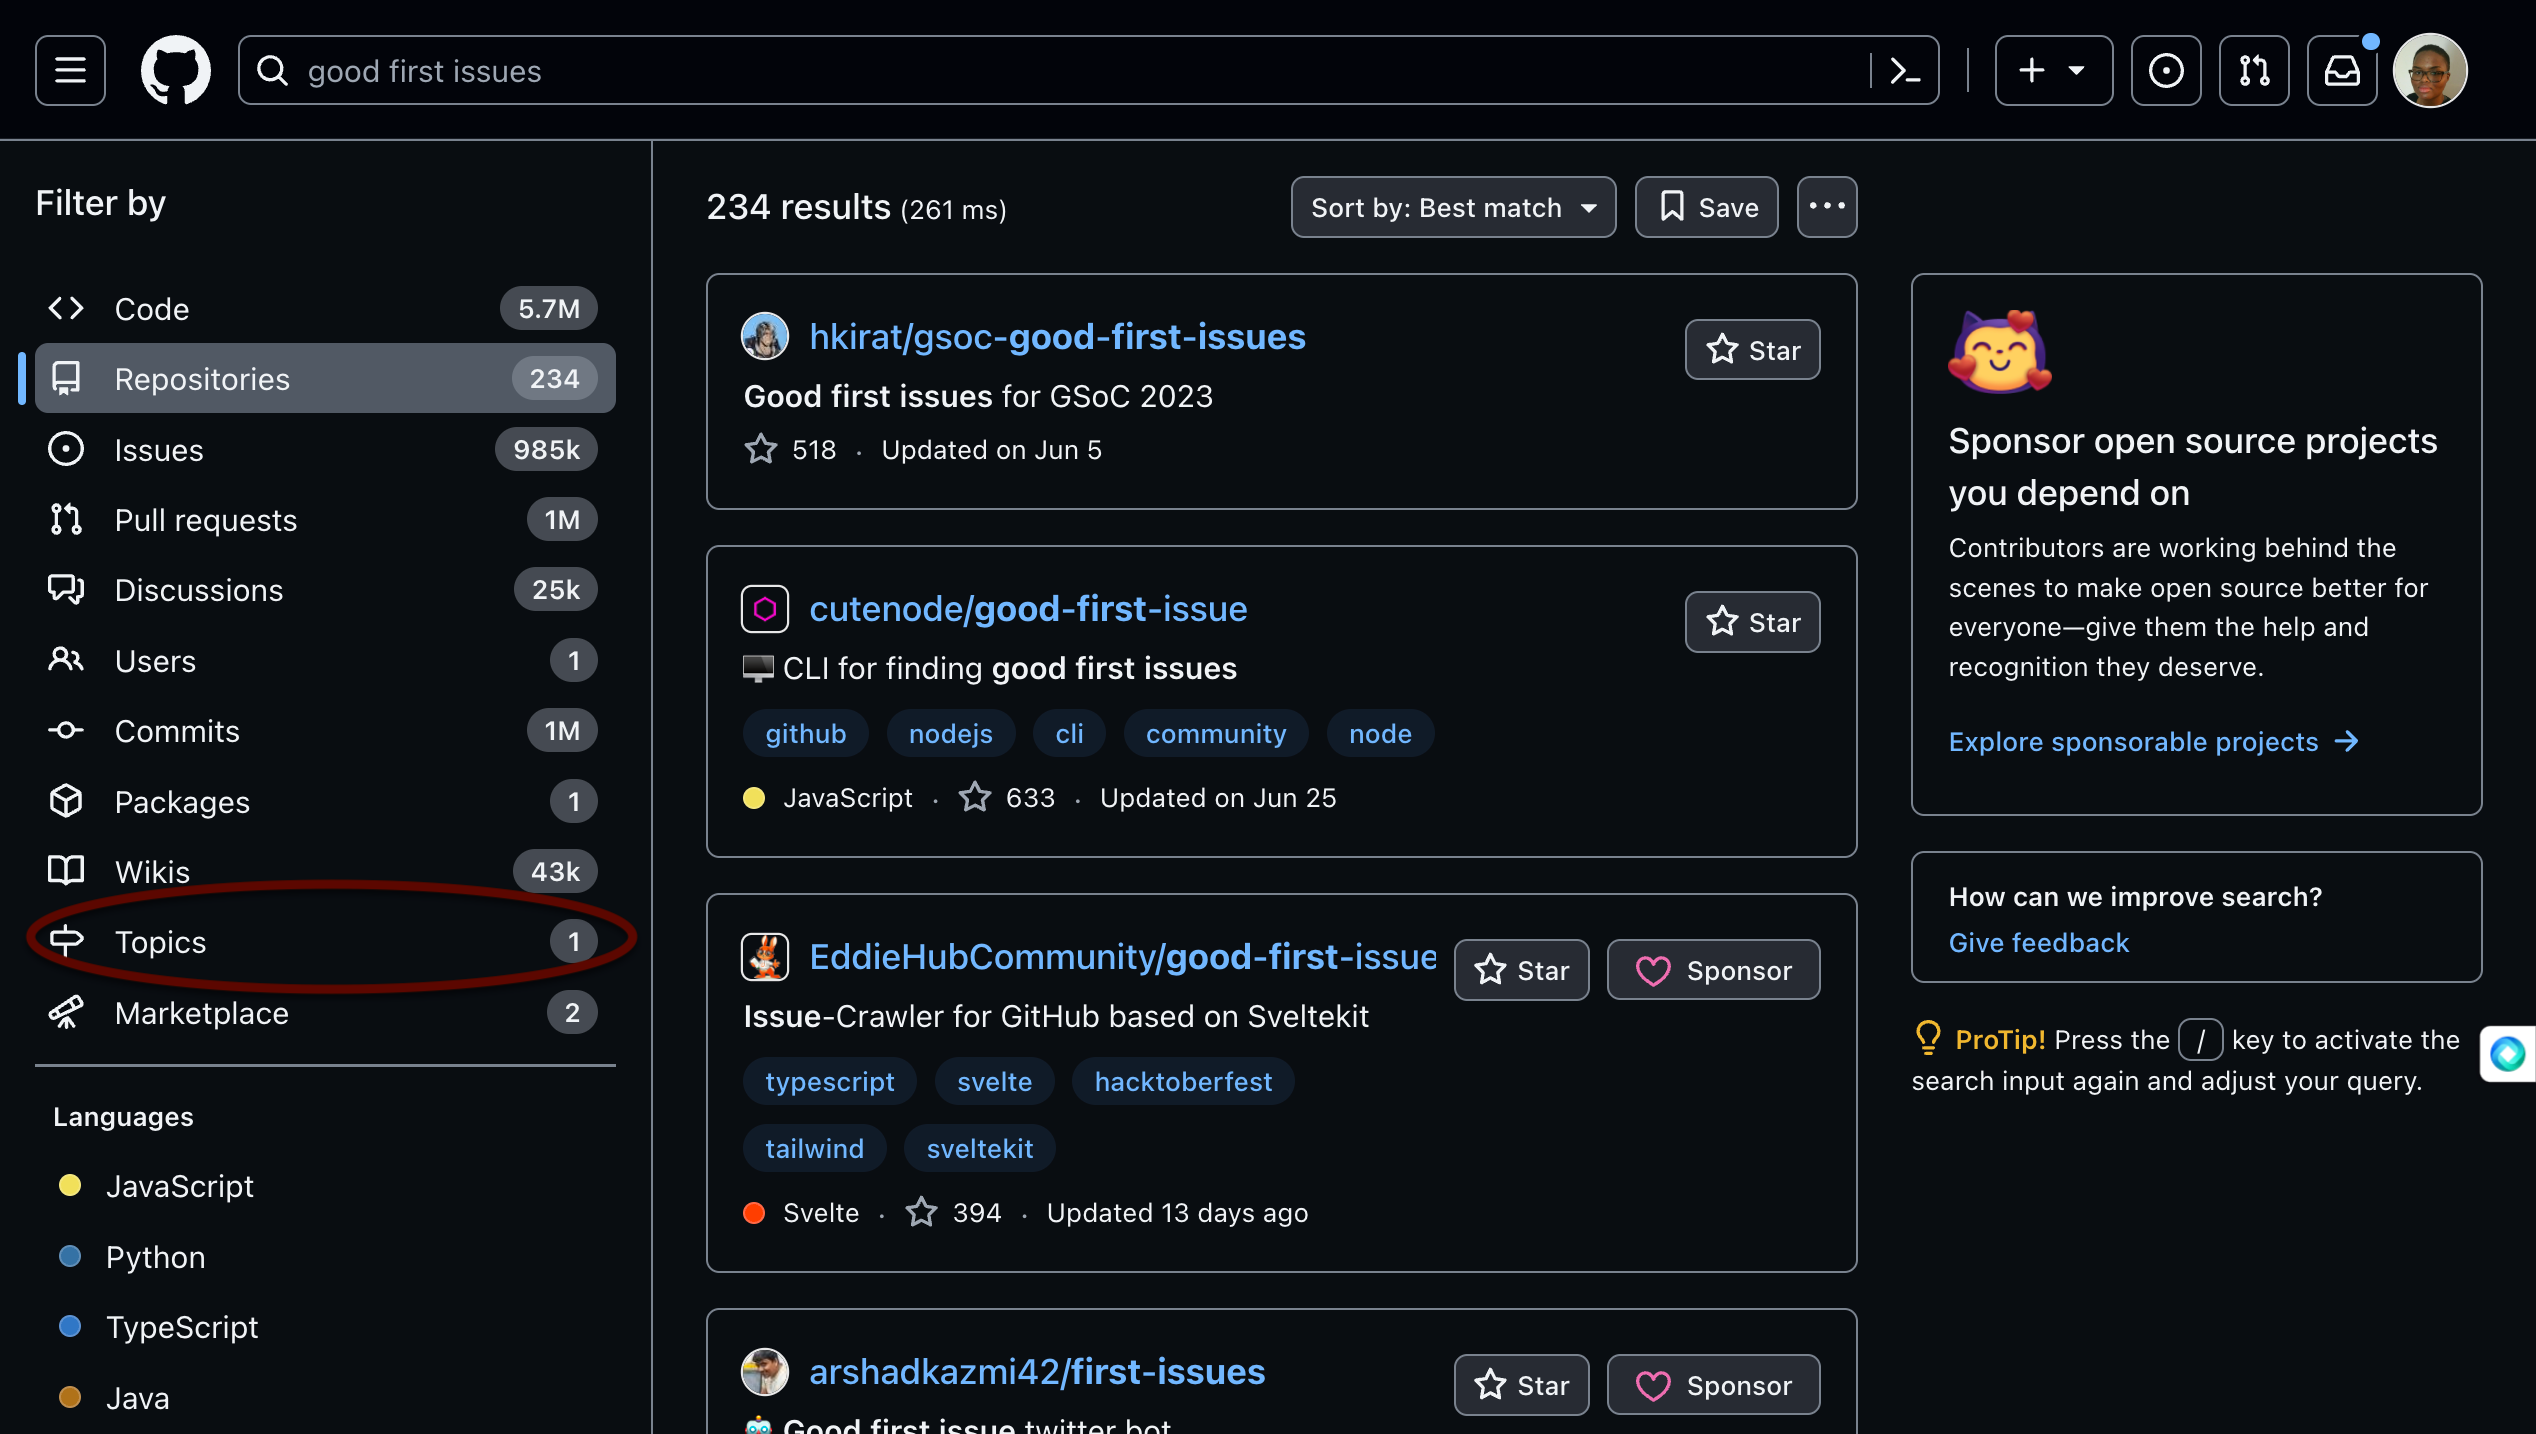 good first issues
Filter by
Code 5.7M
Repositories 234
Issues 985k
Pull requests 1M
Discussions 25k
Users 1
Commits 1M
Packages 1
Wikis 43k
Topics 1
Marketplace 2
Languages
JavaScript
Python
TypeScript
Java
234 results (261 ms)
Sort by: Best match
Save
hkirat/gsoc-good-first-issues
Star
Good first issues for GSoC 2023
518 · Updated on Jun 5
cutenode/good-first-issue
Star
CLI for finding good first issues
github nodejs cli community node
JavaScript · 633 · Updated on Jun 25
EddieHubCommunity/good-first-issue
Star
Sponsor
Issue-Crawler for GitHub based on Sveltekit
typescript svelte hacktoberfest
tailwind sveltekit
Svelte · 394 · Updated 13 days ago
arshadkazmi42/first-issues
Star
Sponsor
Good first issue twitter bot
Sponsor open source projects
you depend on
Contributors are working behind the
scenes to make open source better for
everyone—give them the help and
recognition they deserve.
Explore sponsorable projects →
How can we improve search?
Give feedback
ProTip! Press the / key to activate the
search input again and adjust your query.